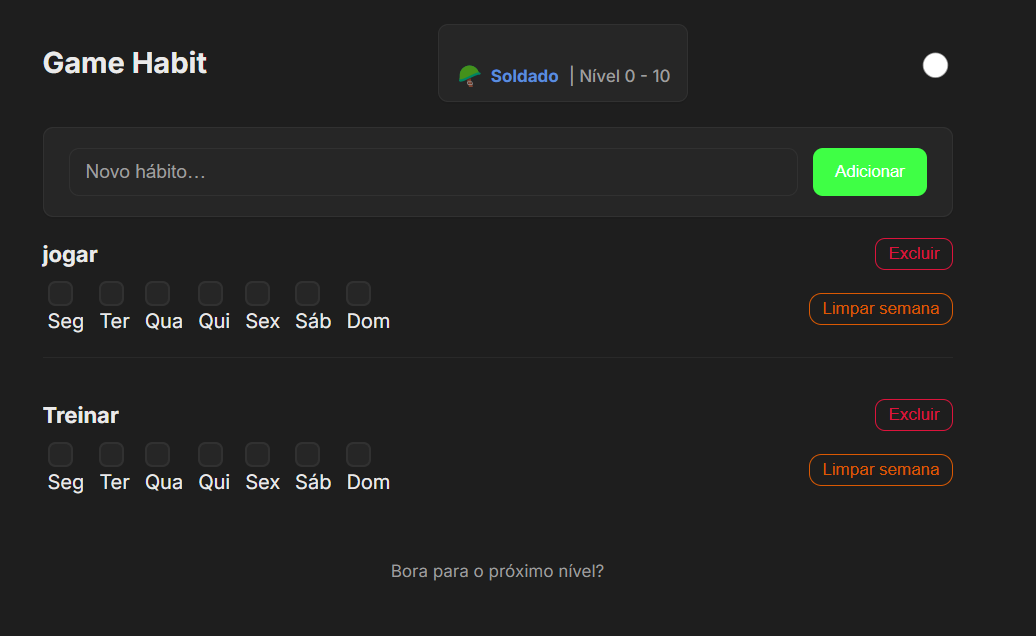 Game Habit
Soldado | Nível 0 - 10
Novo hábito...
Adicionar
jogar
Excluir
Seg Ter Qua Qui Sex Sáb Dom
Limpar semana
Treinar
Excluir
Seg Ter Qua Qui Sex Sáb Dom
Limpar semana
Bora para o próximo nível?